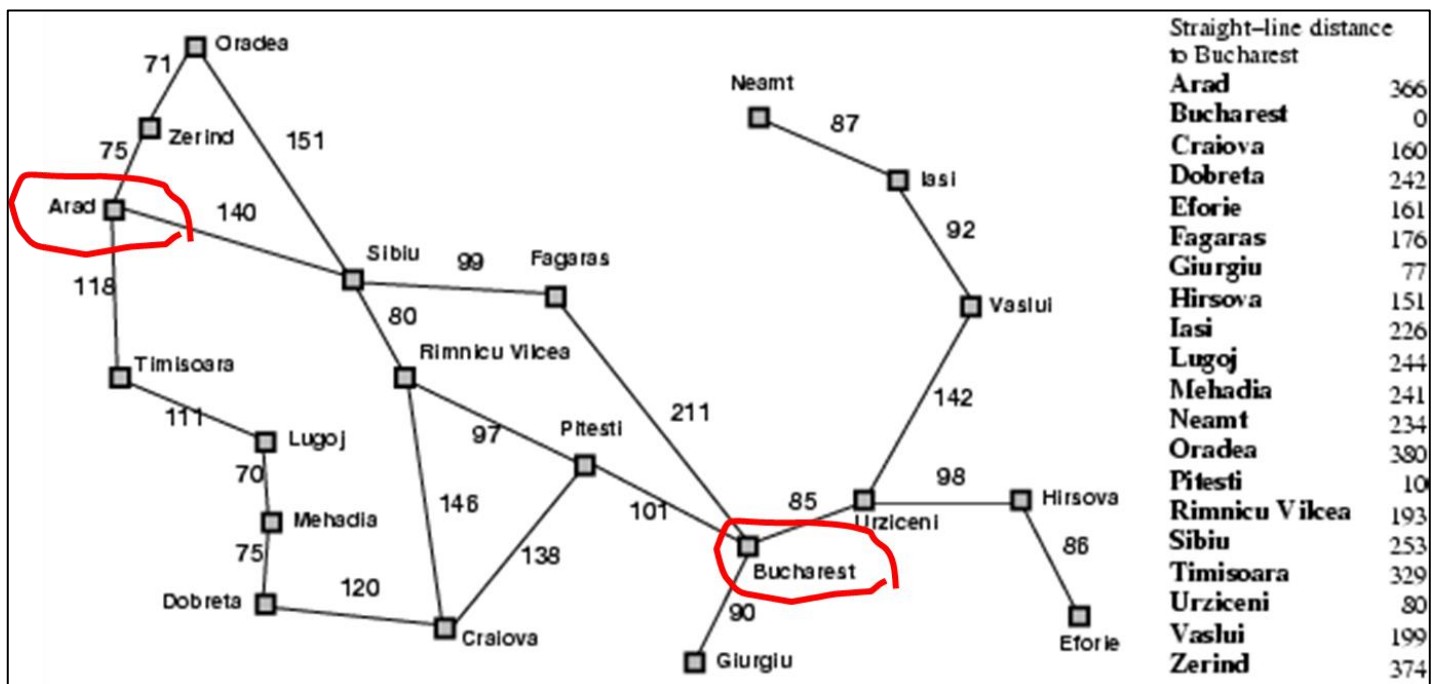 Oradea
71
Neamt
87
Zerind
75
151
Iasi
Arad
140
92
Sibiu
99
Fagaras
118
80
Vaslui
Rimnicu Vilcea
Timisoara
142
211
111
Lugoj
97
Pitesti
70
98
Hirsova
146
101
85
Urziceni
Mehadia
138
86
75
Bucharest
120
Dobreta
90
Craiova
Eforie
Giurgiu
Straight–line distance
to Bucharest
Arad 366
Bucharest 0
Craiova 160
Dobreta 242
Eforie 161
Fagaras 176
Giurgiu 77
Hirsova 151
Iasi 226
Lugoj 244
Mehadia 241
Neamt 234
Oradea 380
Pitesti 10
Rimnicu Vilcea 193
Sibiu 253
Timisoara 329
Urziceni 80
Vaslui 199
Zerind 374